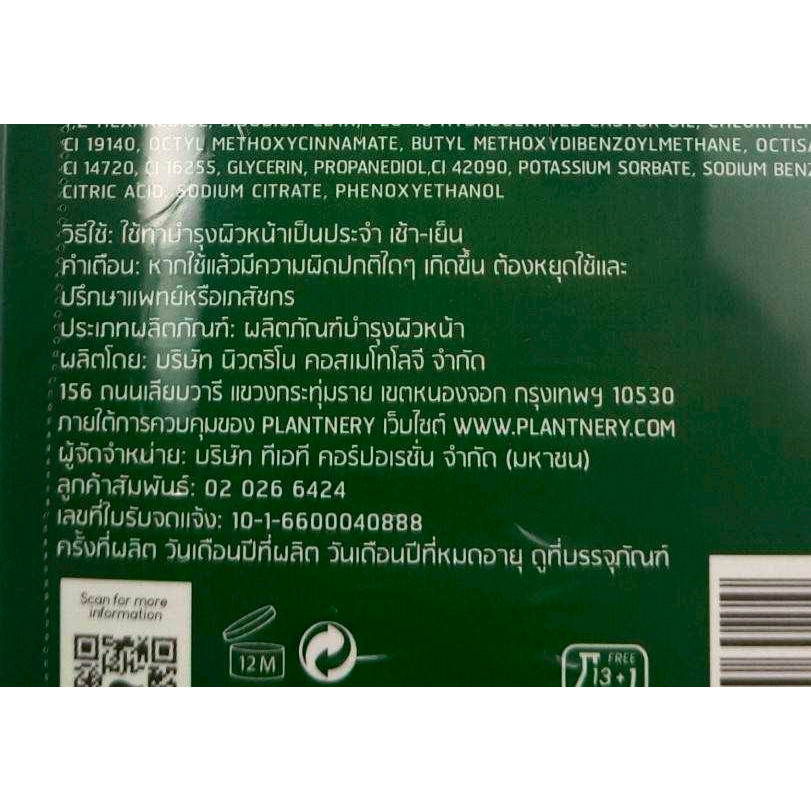 CI 19140, OCTYL METHOXYCINNAMATE, BUTYL METHOXYDIBENZOYLMETHANE,
CI 14720, CI 16255, GLYCERIN, PROPANEDIOL,CI 42090, POTASSIUM SORBATE, SODIUM
CITRIC ACID, SODIUM CITRATE, PHENOXYETHANOL
วิธีใช้: ใช้ทาบำรุงผิวหน้าเป็นประจำ เช้า-เย็น
คำเตือน: หากใช้แล้วมีความผิดปกติใดๆ เกิดขึ้น ต้องหยุดใช้และ
ปรึกษาแพทย์หรือเภสัชกร
ประเภทผลิตภัณฑ์: ผลิตภัณฑ์บำรุงผิวหน้า
ผลิตโดย: บริษัท นิวตริโน คอสเมโทโลจี จำกัด
156 ถนนเลียบวารี แขวงกระทุ่มราย เขตหนองจอก กรุงเทพฯ 10530
ภายใต้การควบคุมของ PLANTNERY เว็บไซต์ WWW.PLANTNERY.COM
ผู้จัดจำหน่าย: บริษัท ทีเอที คอร์ปอเรชั่น จำกัด (มหาชน)
ลูกค้าสัมพันธ์: 02 026 6424
เลขที่ใบรับจดแจ้ง: 10-1-6600040888
ครั้งที่ผลิต วันเดือนปีที่ผลิต วันเดือนปีที่หมดอายุ ดูที่บรรจุภัณฑ์
Scan for more
information
12M
FREE
13+1